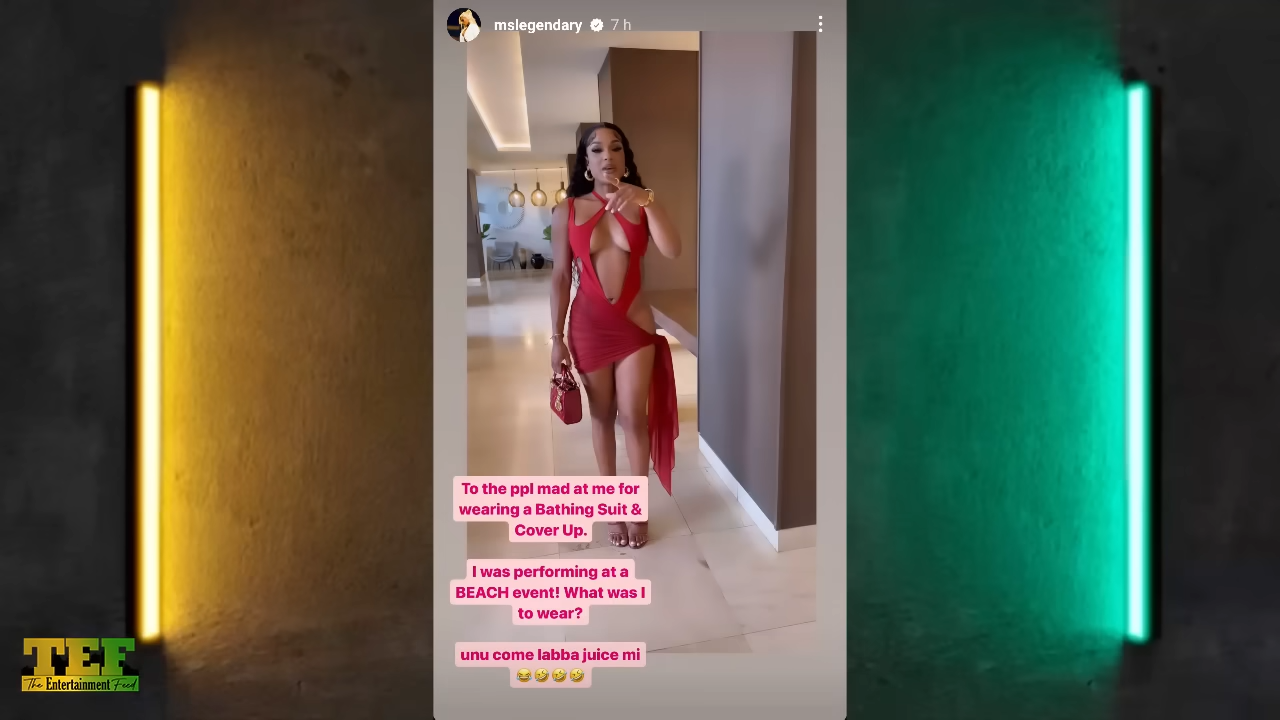 mslegendary 7 h
To the ppl mad at me for
wearing a Bathing Suit &
Cover Up.
I was performing at a
BEACH event! What was I
to wear?
unu come labba juice mi
😂🤣🤣🤣
TEF
The Entertainment Feed